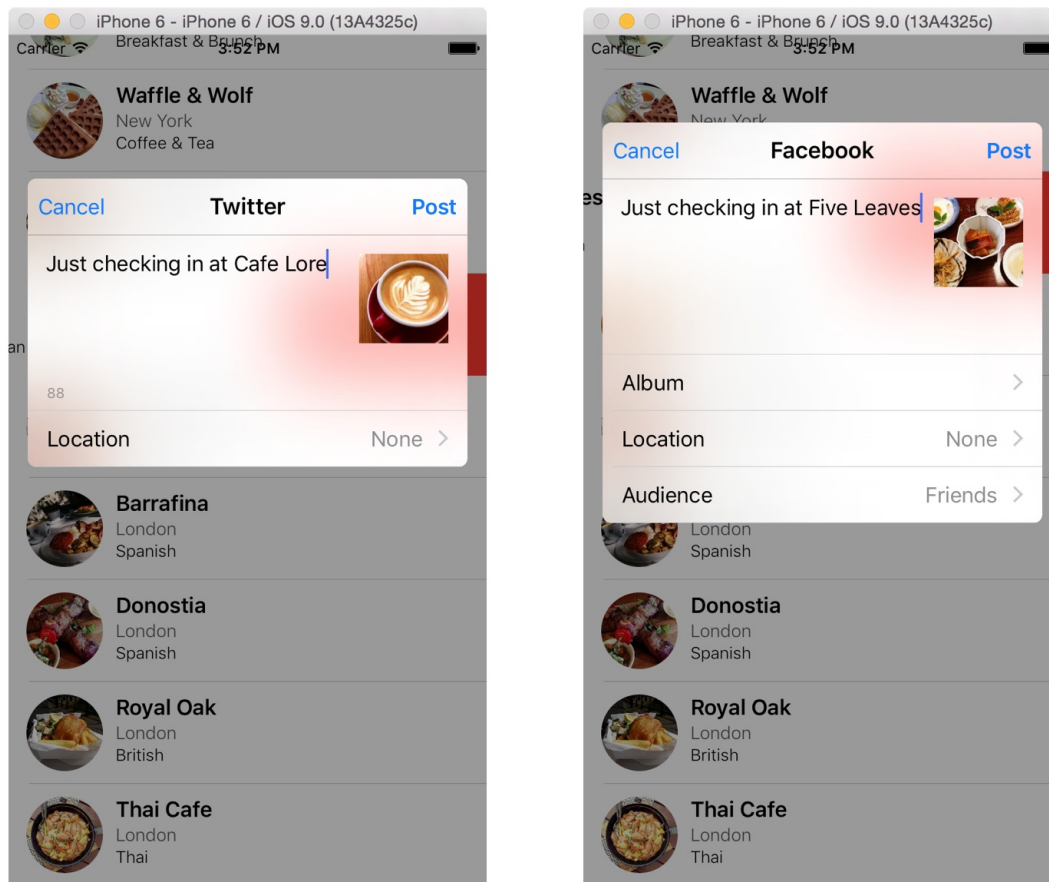 iPhone 6 - iPhone 6 / iOS 9.0 (13A4325c)
Carrier 3:52 PM
Breakfast & Brunch
Waffle & Wolf
New York
Coffee & Tea
Cancel Twitter Post
Just checking in at Cafe Lore
an
88
Location None
Barrafina
London
Spanish
Donostia
London
Spanish
Royal Oak
London
British
Thai Cafe
London
Thai
iPhone 6 - iPhone 6 / iOS 9.0 (13A4325c)
Carrier 3:52 PM
Breakfast & Brunch
Waffle & Wolf
New York
Cancel Facebook Post
es
Just checking in at Five Leaves
Album
Location None
Audience Friends
London
Spanish
Donostia
London
Spanish
Royal Oak
London
British
Thai Cafe
London
Thai